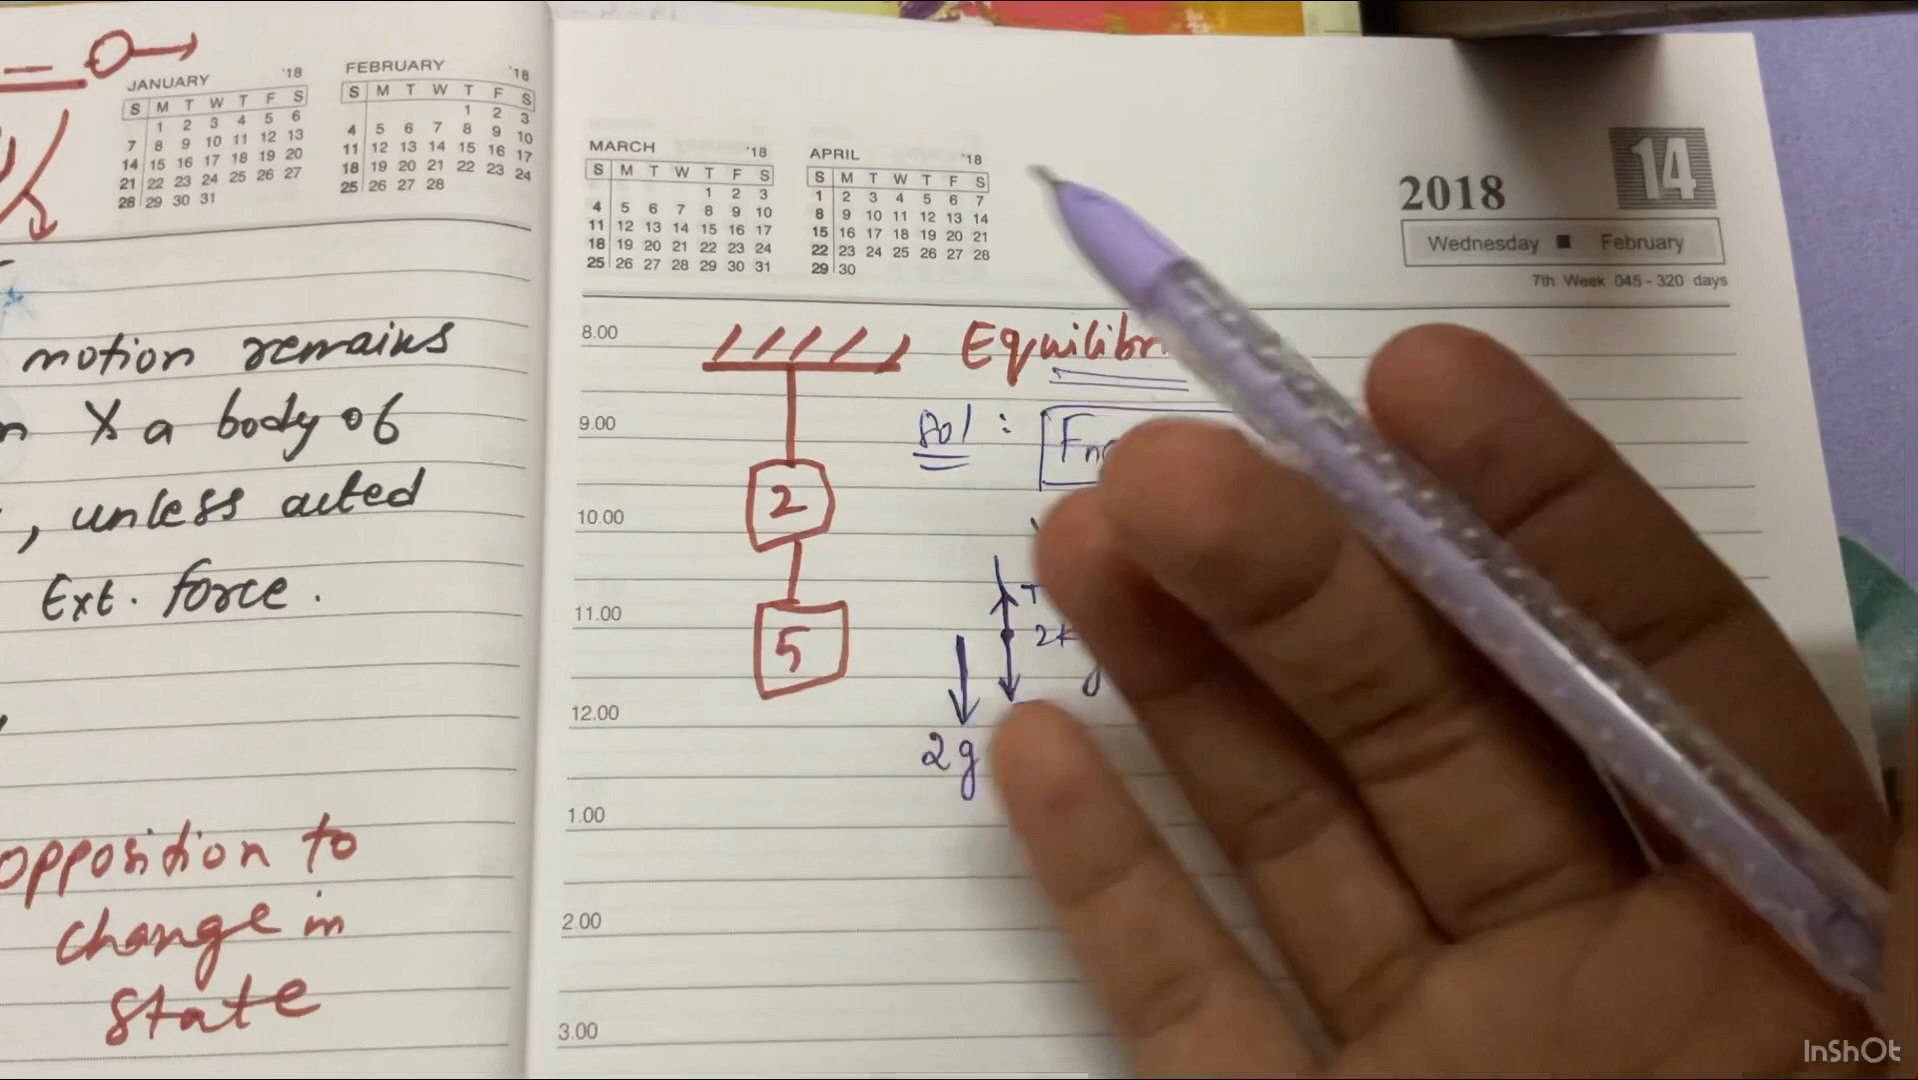 JANUARY '18
S M T W T F S
1 2 3 4 5 6
7 8 9 10 11 12 13
14 15 16 17 18 19 20
21 22 23 24 25 26 27
28 29 30 31
FEBRUARY '18
S M T W T F S
1 2 3
4 5 6 7 8 9 10
11 12 13 14 15 16 17
18 19 20 21 22 23 24
25 26 27 28
motion remains
X a body of
, unless acted
Ext. force.
opposition to
change in
state
MARCH '18
S M T W T F S
1 2 3
4 5 6 7 8 9 10
11 12 13 14 15 16 17
18 19 20 21 22 23 24
25 26 27 28 29 30 31
APRIL '18
S M T W T F S
1 2 3 4 5 6 7
8 9 10 11 12 13 14
15 16 17 18 19 20 21
22 23 24 25 26 27 28
29 30
2018 14
Wednesday ■ February
7th Week 045 - 320 days
8.00
Equilibri
9.00
sol :
2
10.00
T
11.00
2k
5
12.00
2g
1.00
2.00
3.00
InShOt